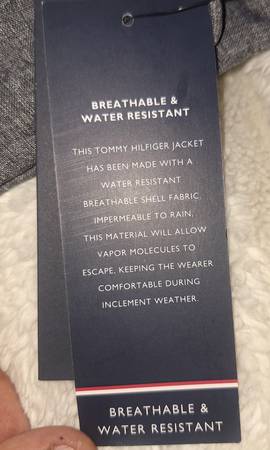 BREATHABLE &
WATER RESISTANT
THIS TOMMY HILFIGER JACKET
HAS BEEN MADE WITH A
WATER RESISTANT
BREATHABLE SHELL FABRIC.
IMPERMEABLE TO RAIN,
THIS MATERIAL WILL ALLOW
VAPOR MOLECULES TO
ESCAPE, KEEPING THE WEARER
COMFORTABLE DURING
INCLEMENT WEATHER.
BREATHABLE &
WATER RESISTANT